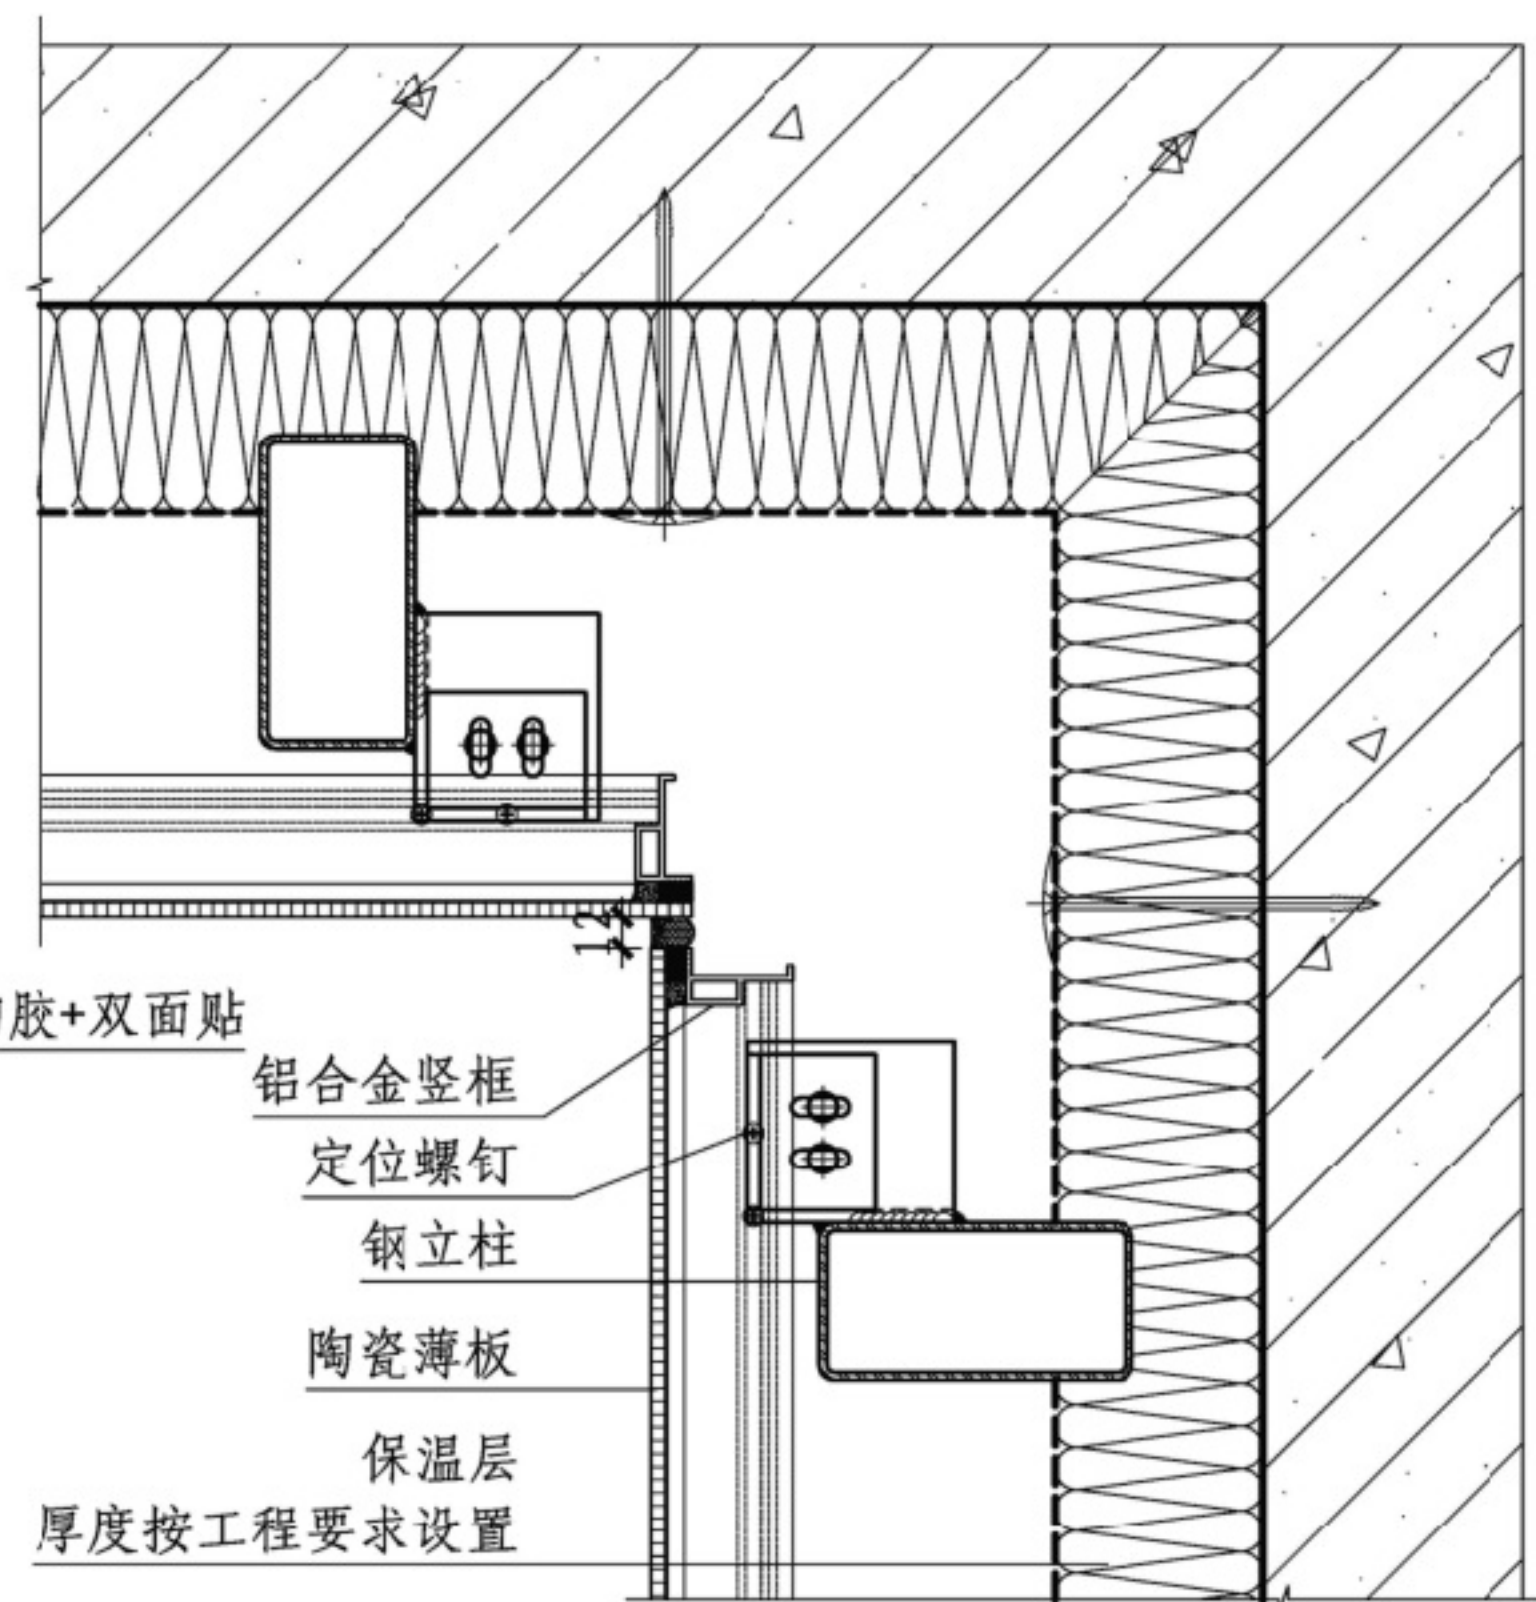 12
胶+双面贴
铝合金竖框
定位螺钉
钢立柱
陶瓷薄板
保温层
厚度按工程要求设置